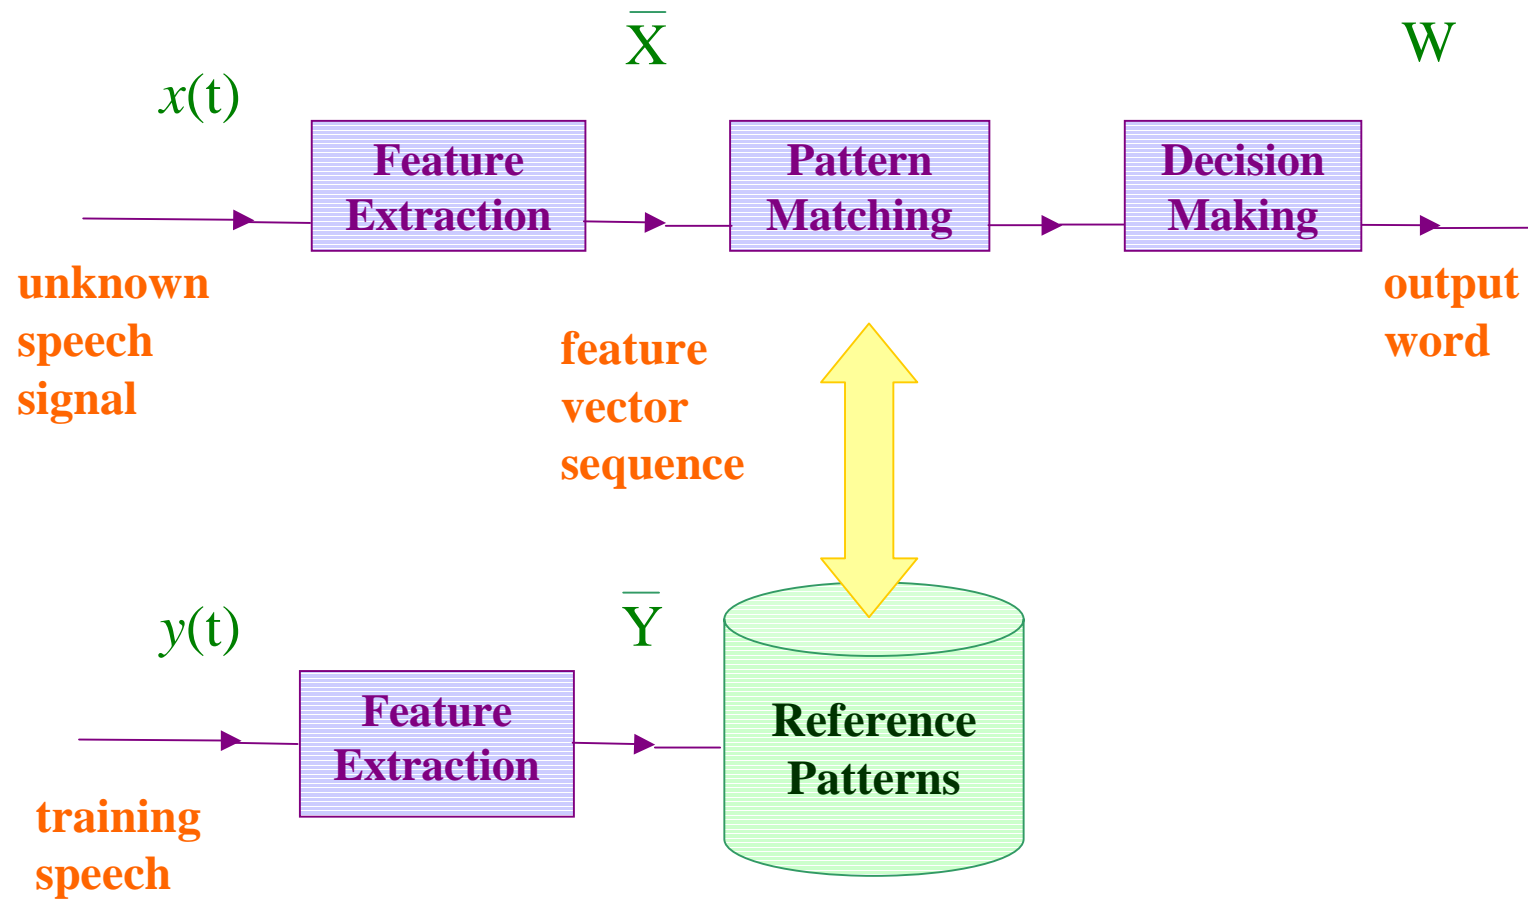 X̅
W
x(t)
Feature
Extraction
Pattern
Matching
Decision
Making
unknown
speech
signal
feature
vector
sequence
output
word
y(t)
Y̅
Feature
Extraction
Reference
Patterns
training
speech